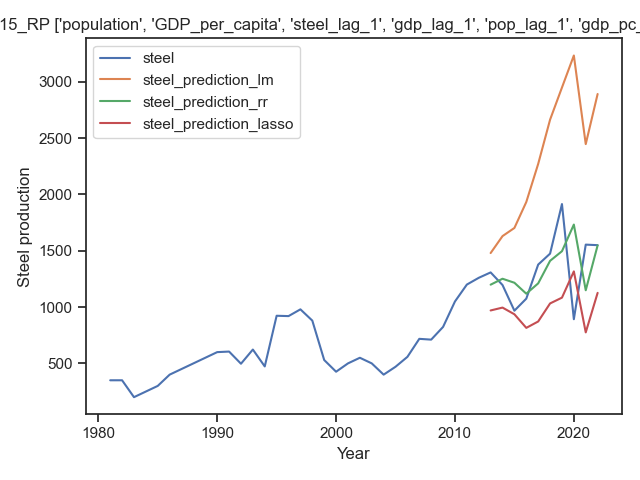 15_RP ['population', 'GDP_per_capita', 'steel_lag_1', 'gdp_lag_1', 'pop_lag_1', 'gdp_pc_
steel
steel_prediction_lm
steel_prediction_rr
steel_prediction_lasso
3000
2500
2000
1500
1000
500
Steel production
1980 1990 2000 2010 2020
Year